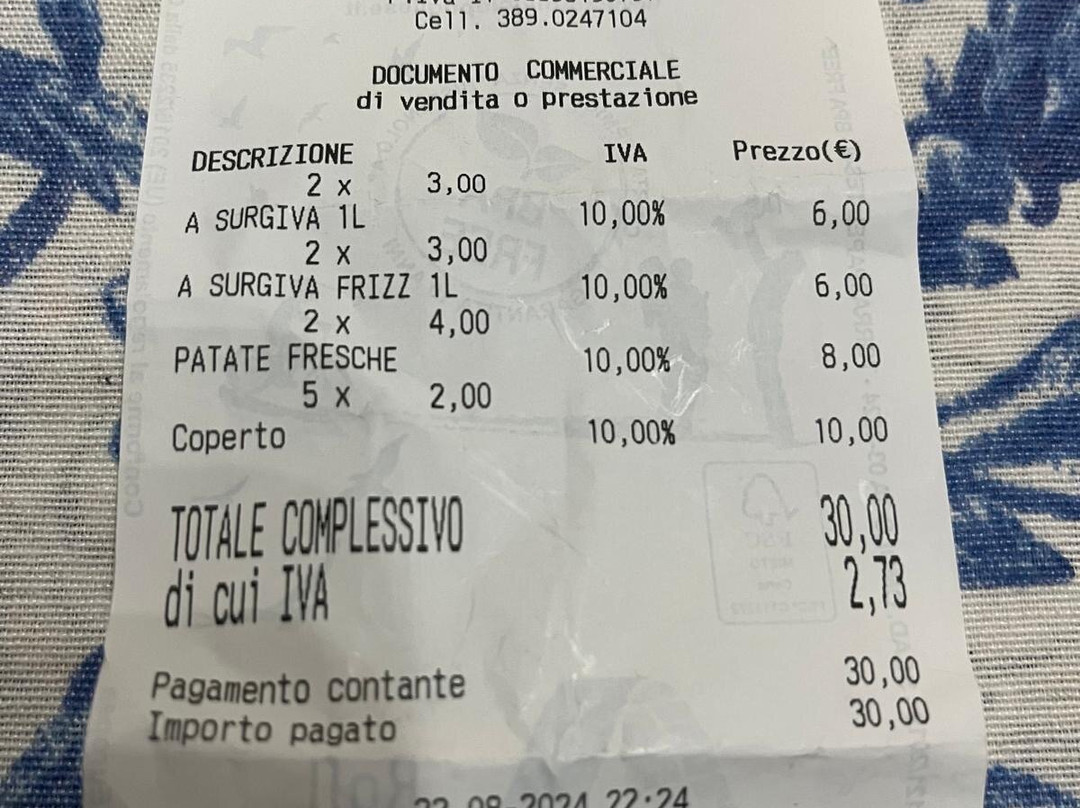 Cell. 389.0247104
DOCUMENTO COMMERCIALE
di vendita o prestazione
DESCRIZIONE IVA Prezzo(€)
2 x 3,00
A SURGIVA 1L 10,00% 6,00
2 x 3,00
A SURGIVA FRIZZ 1L 10,00% 6,00
2 x 4,00
PATATE FRESCHE 10,00% 8,00
5 x 2,00
Coperto 10,00% 10,00
TOTALE COMPLESSIVO 30,00
di cui IVA 2,73
Pagamento contante 30,00
Importo pagato 30,00
2024 22:24